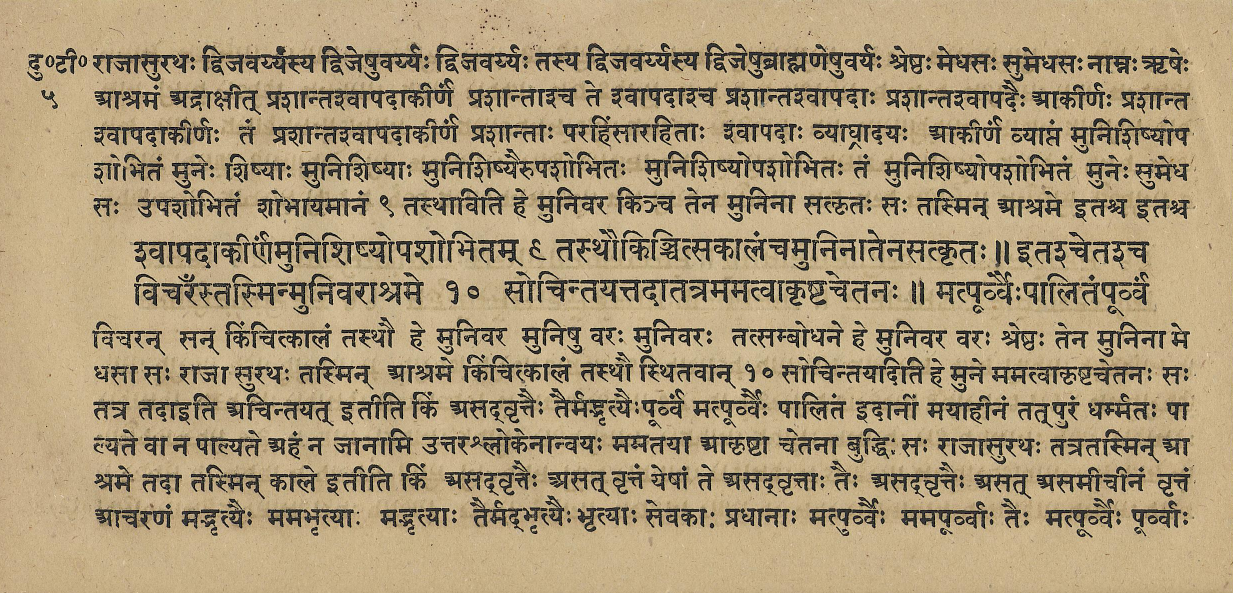 दु०टी० राजासुरथः द्विजवर्य्यंस्य द्विजेषुवर्य्यः द्विजवर्य्यः तस्य द्विजवर्य्यस्य द्विजेषुब्राह्मणेषुवर्यः श्रेष्ठः मेधसः सुमेधसः नाम्नः ऋषेः
५ आश्रमं अद्राक्षीत् प्रशान्तश्वापदाकीर्णं प्रशान्ताश्च ते श्वापदाश्च प्रशान्तश्वापदाः प्रशान्तश्वापदैः आकीर्णः प्रशान्त
श्वापदाकीर्णः तं प्रशान्तश्वापदाकीर्णं प्रशान्ताः परहिंसारहिताः श्वापदाः व्याघ्रादयः आकीर्णं व्याप्तं मुनिशिष्योप
शोभितं मुनेः शिष्याः मुनिशिष्याः मुनिशिष्यैरुपशोभितः मुनिशिष्योपशोभितः तं मुनिशिष्योपशोभितं मुनेः सुमेध
सः उपशोभितं शोभायमानं ९ तस्थाविति हे मुनिवर किञ्च तेन मुनिना सत्कृतः सः तस्मिन् आश्रमे इतश्च इतश्च
श्वापदाकीर्णंमुनिशिष्योपशोभितम् ९ तस्थौकिञ्चित्सकालंचमुनिनातेनसत्कृतः॥ इतश्चेतश्च
विचरँस्तस्मिन्मुनिवराश्रमे १० सोचिन्तयत्तदातत्रममत्वाकृष्टचेतनः॥ मत्पूर्व्वैःपालितंपूर्व्वं
विचरन् सन् किंचित्कालं तस्थौ हे मुनिवर मुनिषु वरः मुनिवरः तत्सम्बोधने हे मुनिवर वरः श्रेष्ठः तेन मुनिना मे
धसा सः राजा सुरथः तस्मिन् आश्रमे किंचित्कालं तस्थौ स्थितवान् १० सोचिन्तयदिति हे मुने ममत्वाकृष्टचेतनः सः
तत्र तदाइति अचिन्तयत् इतीति किं असद्वृत्तैः तैर्मद्भृत्यैःपूर्व्वं मत्पूर्व्वैः पालितं इदानीं मयाहीनं तत्पुरं धर्म्मतः पा
ल्यते वा न पाल्यते अहं न जानामि उत्तरश्लोकेनान्वयः ममतया आकृष्टा चेतना बुद्धिः सः राजासुरथः तत्रतस्मिन् आ
श्रमे तदा तस्मिन् काले इतीति किं असद्वृत्तैः असत् वृत्तं येषां ते असद्वृत्ताः तैः असद्वृत्तैः असत् असमीचीनं वृत्तं
आचरणं मद्भृत्यैः ममभृत्याः मद्भृत्याः तैर्मद्भृत्यैः भृत्याः सेवकाः प्रधानाः मत्पुर्व्वैः ममपूर्व्वाः तैः मत्पूर्व्वैः पूर्व्वाः